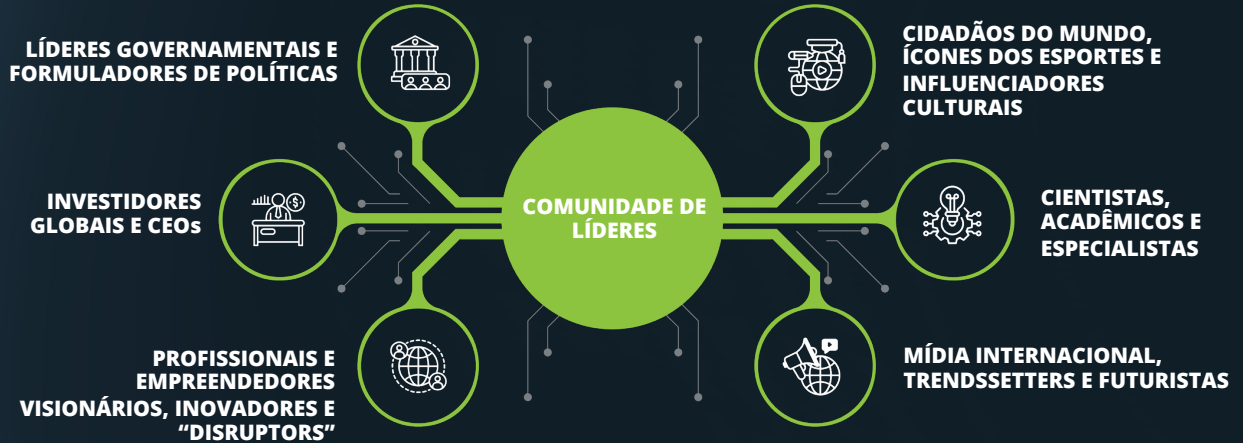 LÍDERES GOVERNAMENTAIS E
FORMULADORES DE POLÍTICAS
CIDADÃOS DO MUNDO,
ÍCONES DOS ESPORTES E
INFLUENCIADORES
CULTURAIS
INVESTIDORES
GLOBAIS E CEOs
COMUNIDADE DE
LÍDERES
CIENTISTAS,
ACADÊMICOS E
ESPECIALISTAS
PROFISSIONAIS E
EMPREENDEDORES
VISIONÁRIOS, INOVADORES E
“DISRUPTORS”
MÍDIA INTERNACIONAL,
TRENDSSETTERS E FUTURISTAS